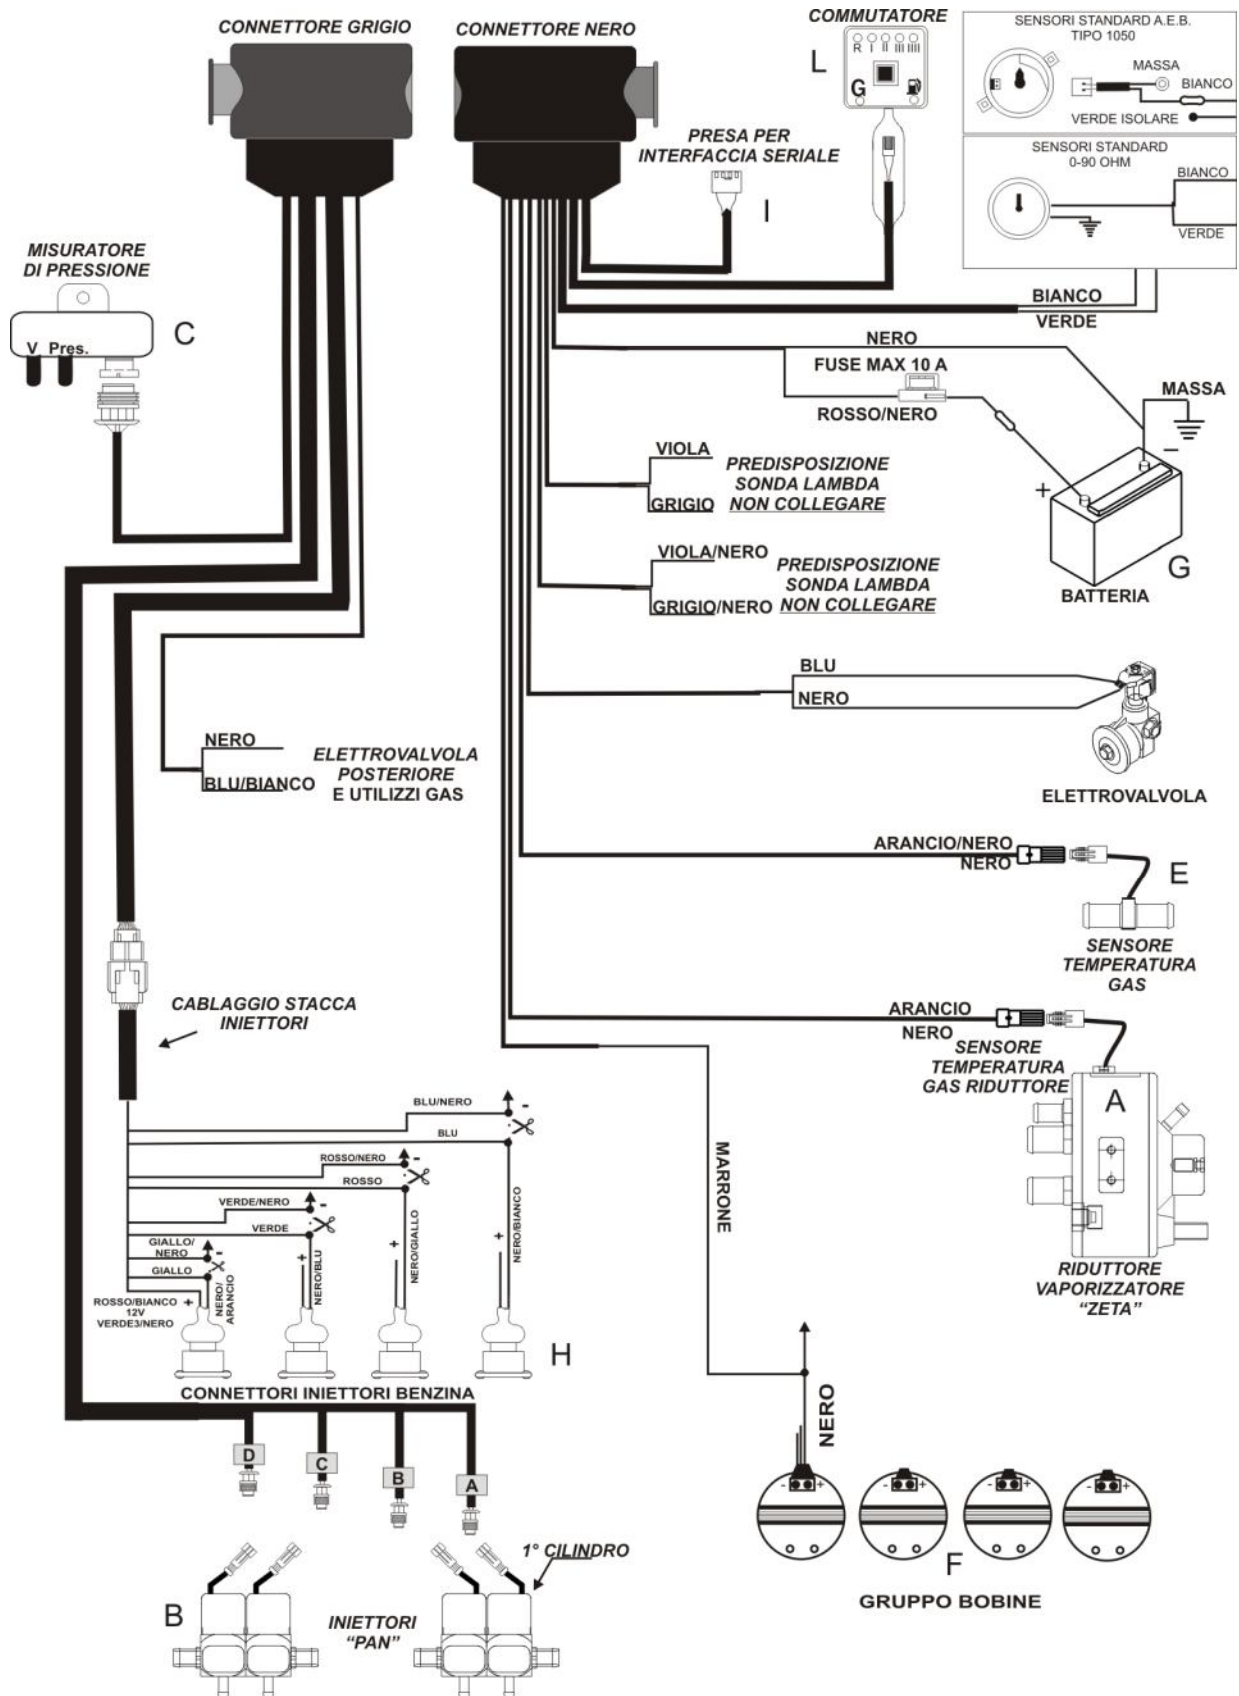 CONNETTORE GRIGIO
CONNETTORE NERO
COMMUTATORE
L
R I II III IIII
G
SENSORI STANDARD A.E.B.
TIPO 1050
MASSA
BIANCO
VERDE ISOLARE
SENSORI STANDARD
0-90 OHM
BIANCO
VERDE
PRESA PER
INTERFACCIA SERIALE
I
MISURATORE
DI PRESSIONE
C
V Pres.
BIANCO
VERDE
NERO
FUSE MAX 10 A
ROSSO/NERO
MASSA
-
+
G
BATTERIA
VIOLA
GRIGIO
PREDISPOSIZIONE
SONDA LAMBDA
NON COLLEGARE
VIOLA/NERO
GRIGIO/NERO
PREDISPOSIZIONE
SONDA LAMBDA
NON COLLEGARE
BLU
NERO
ELETTROVALVOLA
NERO
BLU/BIANCO
ELETTROVALVOLA
POSTERIORE
E UTILIZZI GAS
ARANCIO/NERO
NERO
E
SENSORE
TEMPERATURA
GAS
CABLAGGIO STACCA
INIETTORI
ARANCIO
NERO
SENSORE
TEMPERATURA
GAS RIDUTTORE
A
RIDUTTORE
VAPORIZZATORE
“ZETA”
MARRONE
BLU/NERO
-
BLU
ROSSO/NERO
-
ROSSO
VERDE/NERO
-
VERDE
GIALLO/
NERO
-
GIALLO
ROSSO/BIANCO
12V
VERDE3/NERO
+
NERO/
ARANCIO
+
NERO/BLU
+
NERO/GIALLO
+
NERO/BIANCO
H
CONNETTORI INIETTORI BENZINA
D
C
B
A
1° CILINDRO
B
INIETTORI
“PAN”
NERO
- +
- +
- +
- +
F
GRUPPO BOBINE